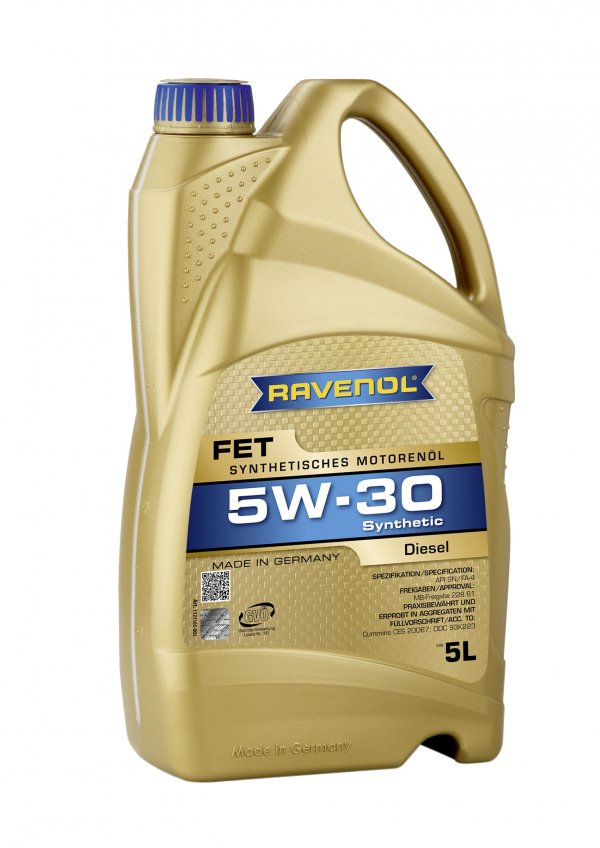 RAVENOL®
FET
SYNTHETISCHES MOTORENÖL
5W-30
Synthetic
Diesel
MADE IN GERMANY
SPEZIFIKATION/SPECIFICATION:
API SN/FA-4
FREIGABEN/APPROVAL:
MB-Freigabe 228.61
PRAXISBEWÄHRT UND
ERPROBT IN AGGREGATEN MIT
FÜLLVORSCHRIFT/ACC. TO:
Cummins CES 20087; DDC 93K223
GVÖ
5L
Made in Germany